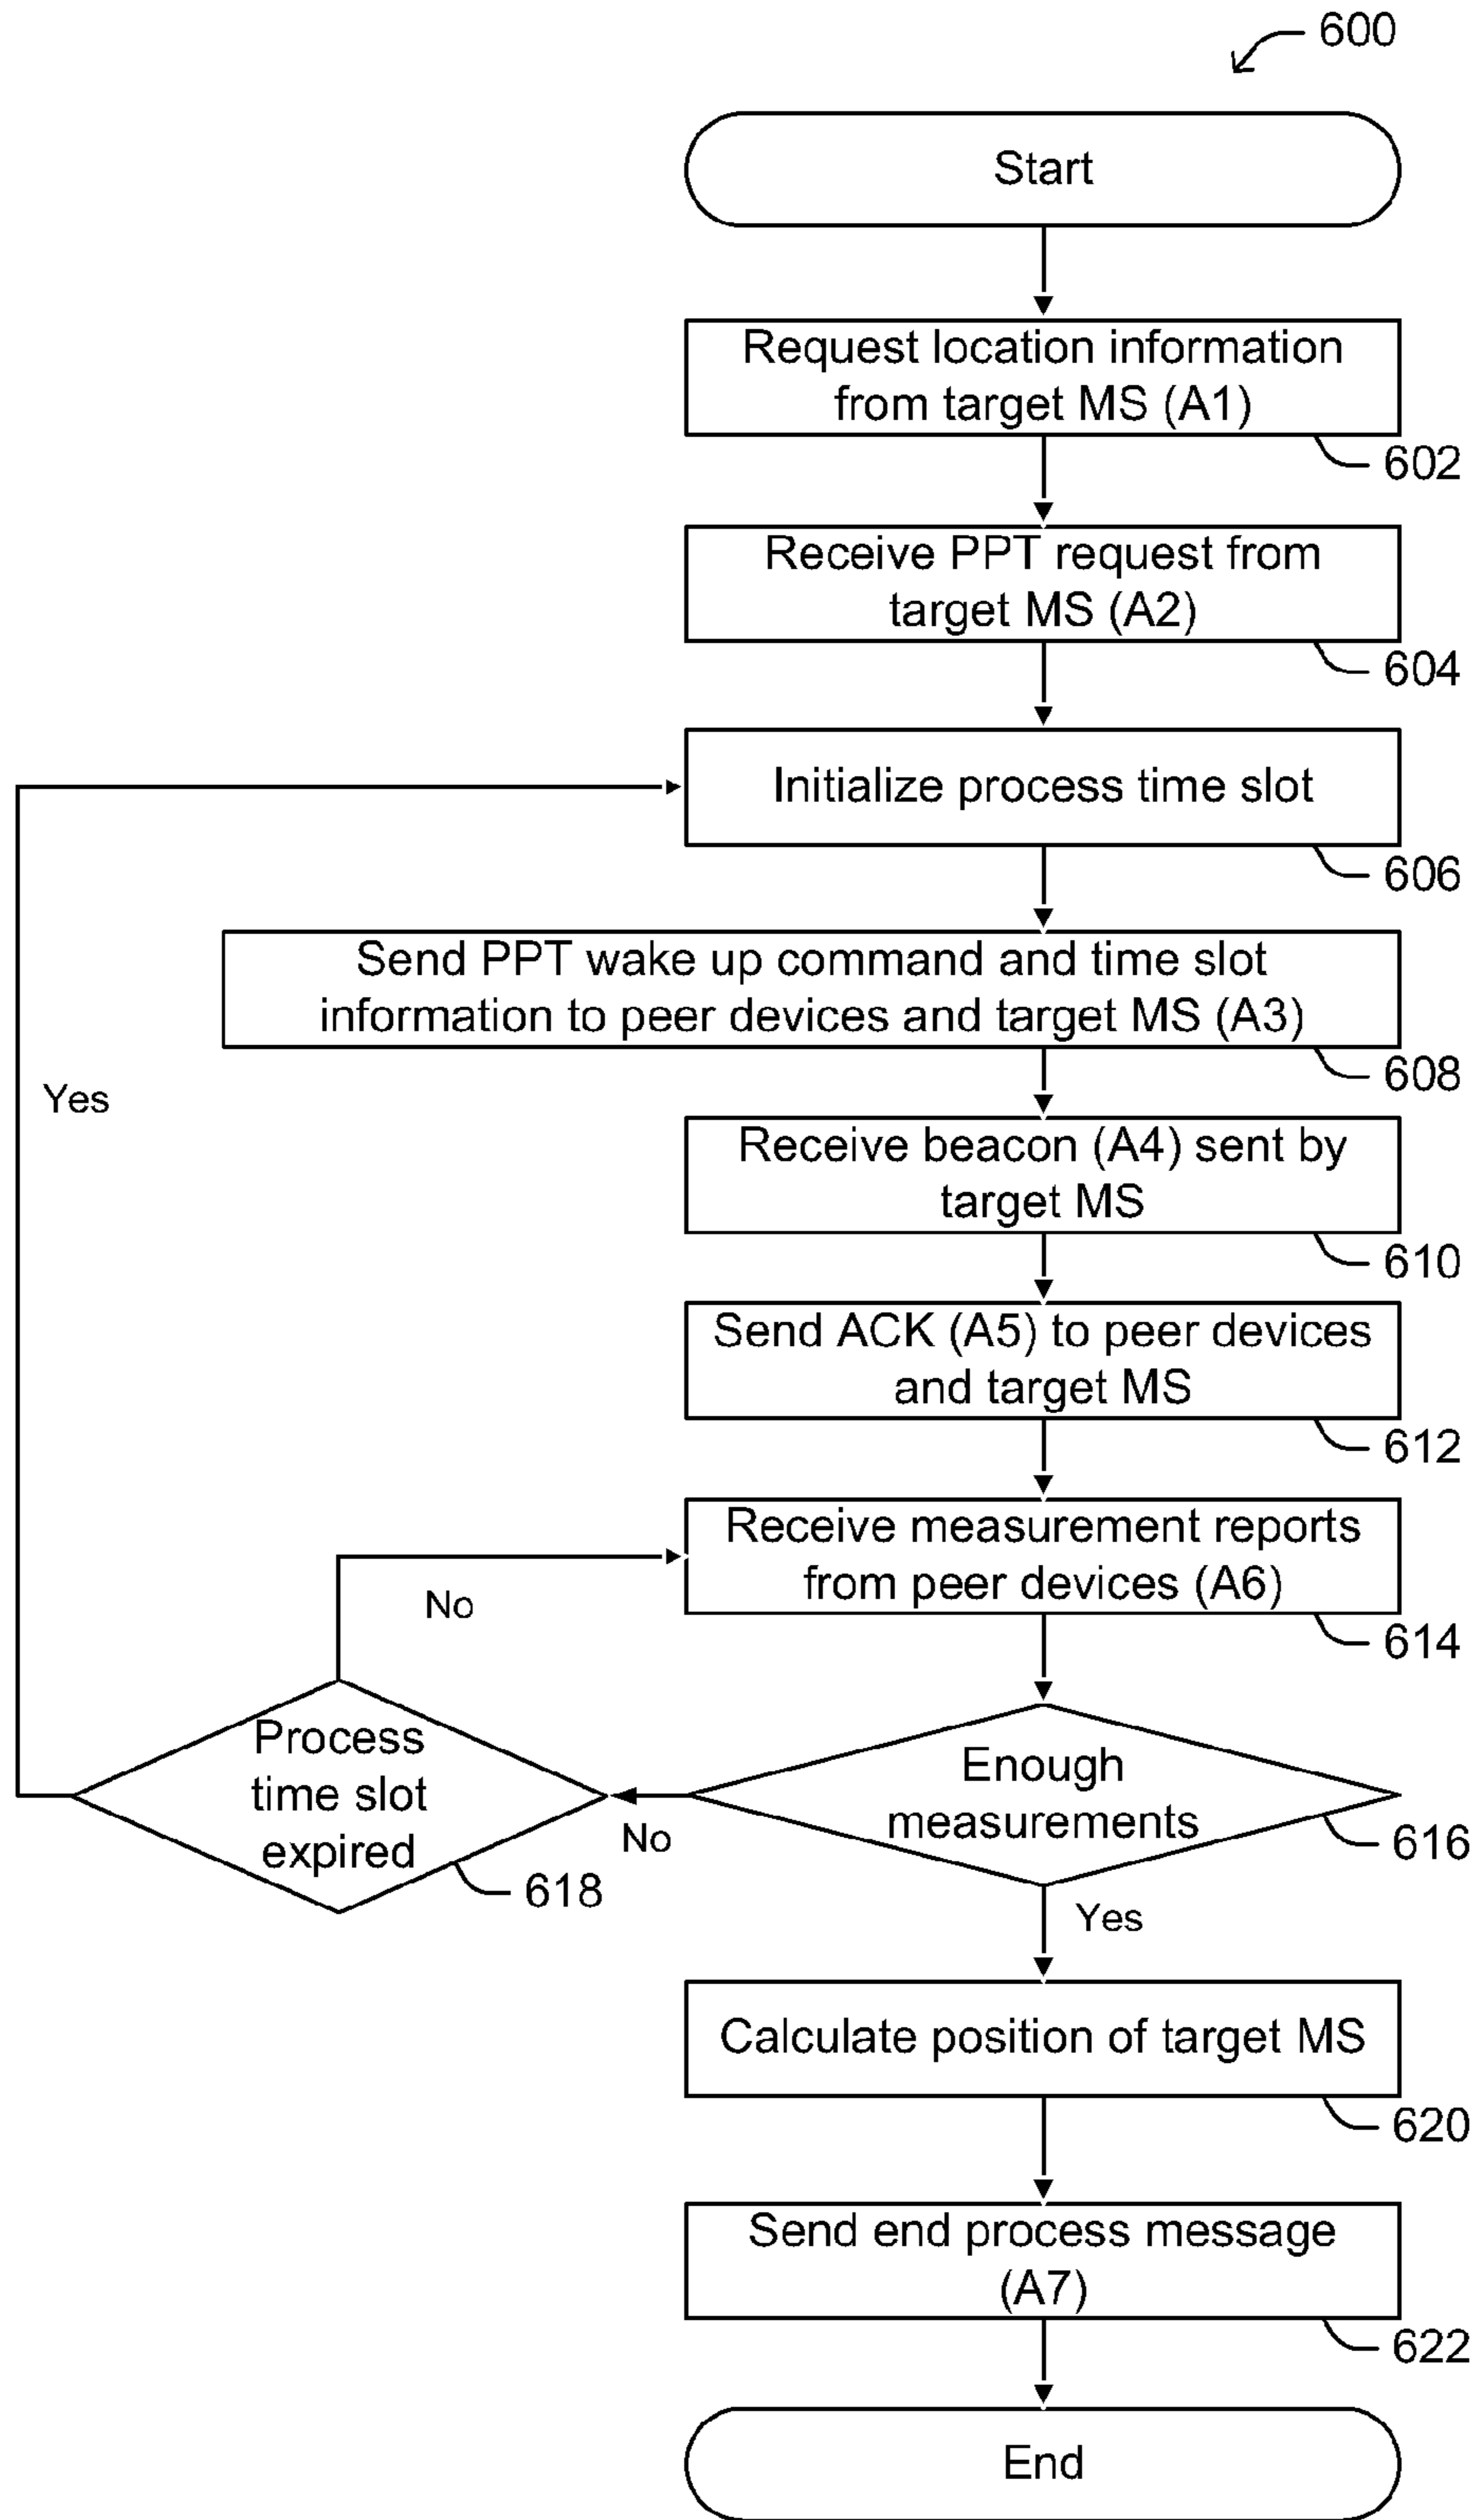 600
Start
Request location information
from target MS (A1)
602
Receive PPT request from
target MS (A2)
604
Initialize process time slot
606
Send PPT wake up command and time slot
information to peer devices and target MS (A3)
608
Yes
Receive beacon (A4) sent by
target MS
610
Send ACK (A5) to peer devices
and target MS
612
Receive measurement reports
from peer devices (A6)
614
No
Process
time slot
expired
618
No
Enough
measurements
616
Yes
Calculate position of target MS
620
Send end process message
(A7)
622
End